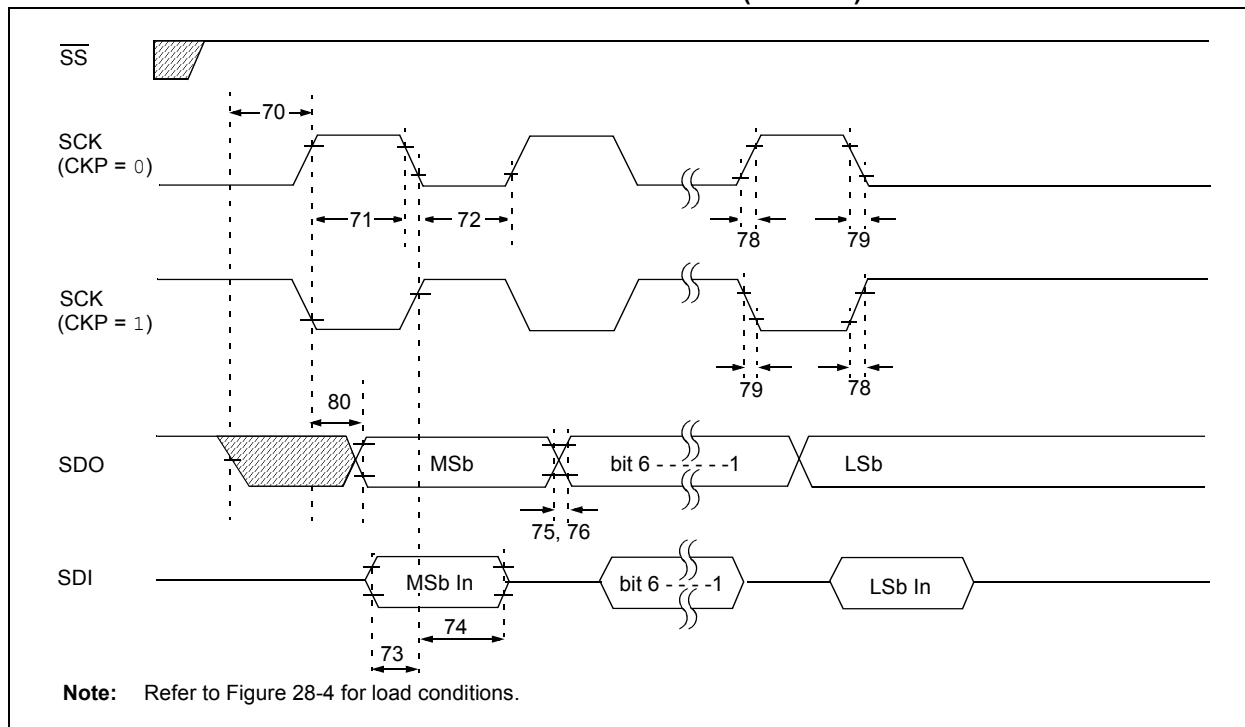 SS
70
SCK
(CKP = 0)
71
72
78
79
SCK
(CKP = 1)
79
78
80
SDO
MSb
bit 6 - - - - - -1
LSb
75, 76
SDI
MSb In
bit 6 - - - - -1
LSb In
74
73
Note: Refer to Figure 28-4 for load conditions.